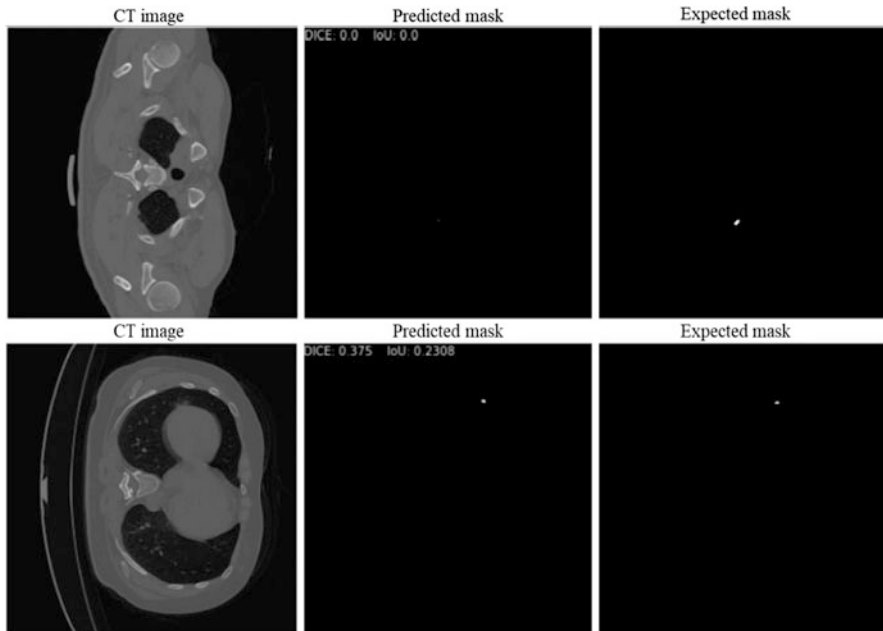 CT image Predicted mask Expected mask
DICE: 0.0 IoU: 0.0
CT image Predicted mask Expected mask
DICE: 0.375 IoU: 0.2308